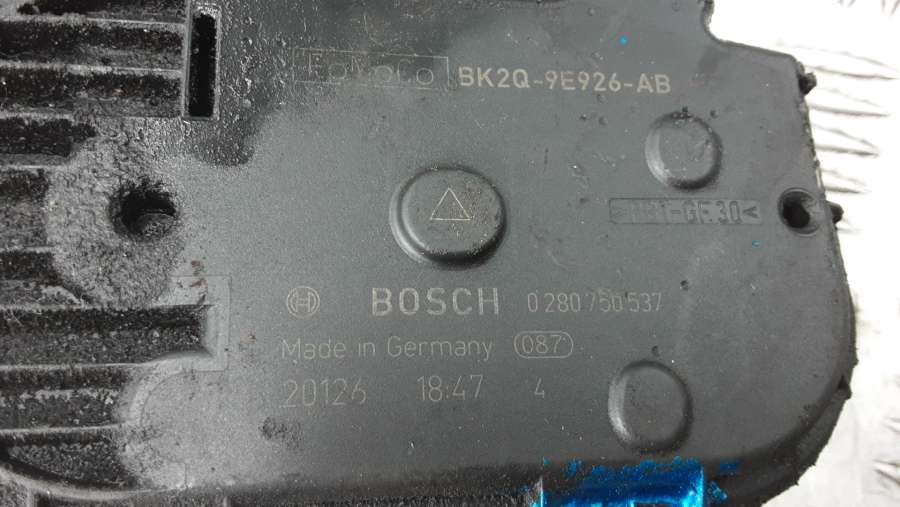 FoMoCo BK2Q-9E926-AB
BOSCH 0 280 750 537
Made in Germany 087
20126 18:47 4